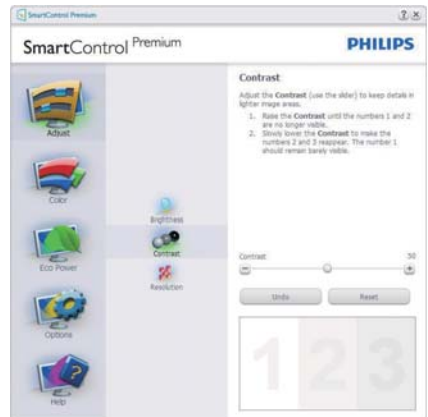 SmartControl Premium
SmartControl Premium
PHILIPS
Adjust
Color
Eco Power
Options
Help
Brightness
Contrast
Resolution
Contrast
Adjust the Contrast (use the slider) to keep details in
lighter image areas.
1. Raise the Contrast until the numbers 1 and 2
are no longer visible.
2. Slowly lower the Contrast to make the
numbers 2 and 3 reappear. The number 1
should remain barely visible.
Contrast
50
Undo
Reset
1 2 3